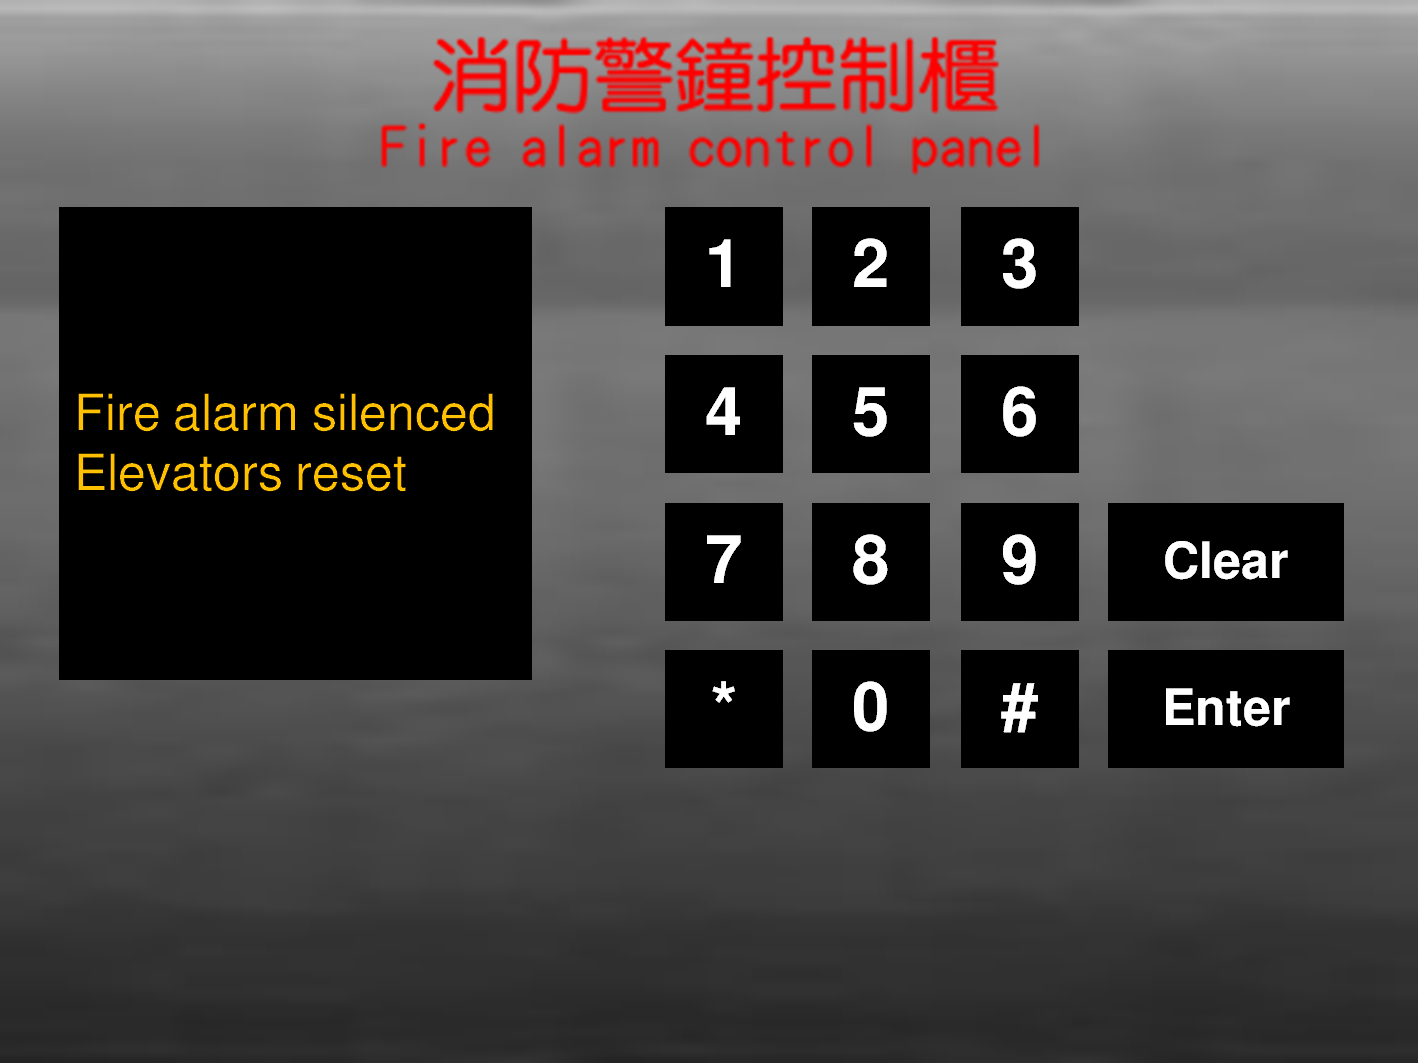 消防警鐘控制櫃
Fire alarm control panel
Fire alarm silenced
Elevators reset
1 2 3
4 5 6
7 8 9 Clear
* 0 # Enter